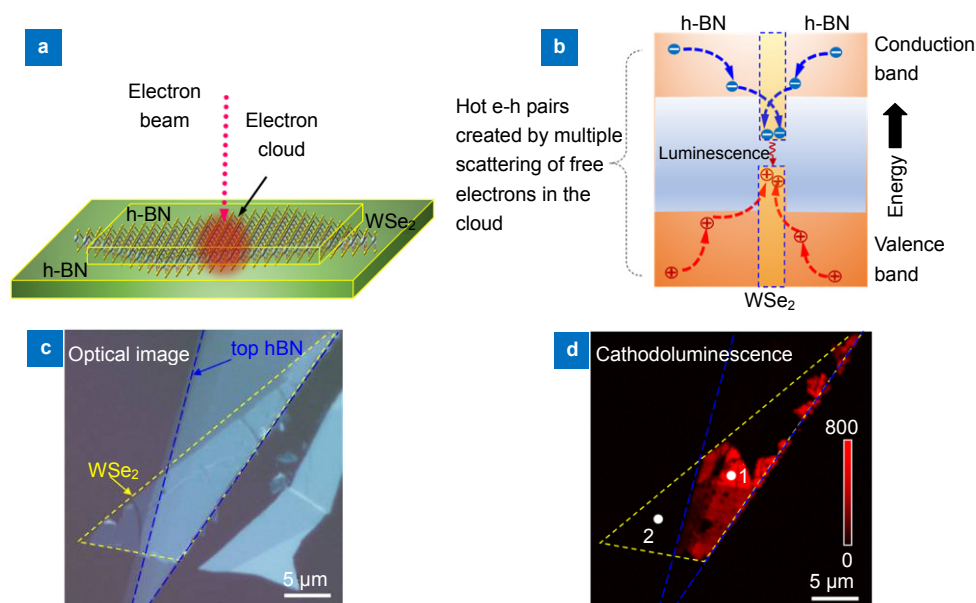 a
Electron
beam
Electron
cloud
h-BN
WSe2
h-BN
b
h-BN
h-BN
Conduction
band
Hot e-h pairs
created by multiple
scattering of free
electrons in the
cloud
Luminescence
Energy
Valence
band
WSe2
c
Optical image
top hBN
WSe2
5 µm
d
Cathodoluminescence
800
1
2
0
5 µm